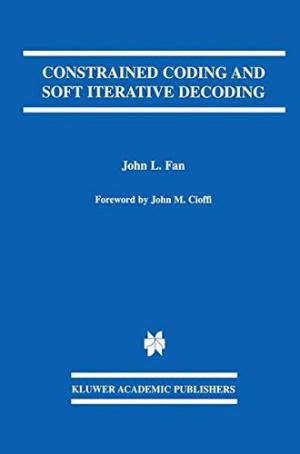 CONSTRAINED CODING AND
SOFT ITERATIVE DECODING
John L. Fan
Foreword by John M. Cioffi
KLUWER ACADEMIC PUBLISHERS